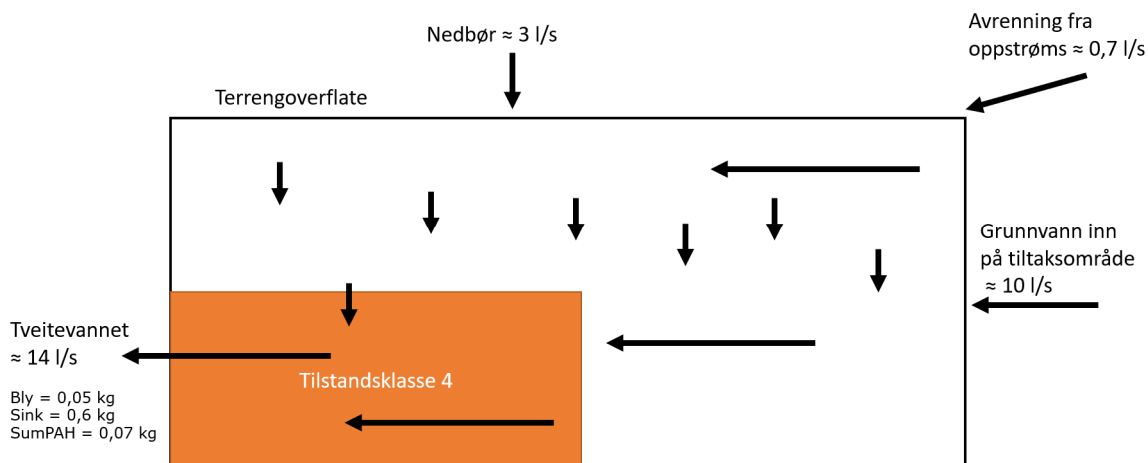 Nedbør ≈ 3 l/s
Avrenning fra
oppstrøms ≈ 0,7 l/s
Terrengoverflate
Grunnvann inn
på tiltaksområde
≈ 10 l/s
Tveitevannet
≈ 14 l/s
Bly = 0,05 kg
Sink = 0,6 kg
SumPAH = 0,07 kg
Tilstandsklasse 4